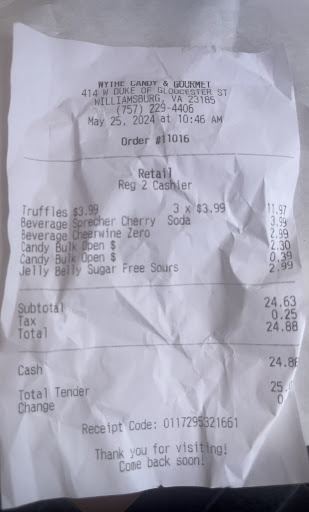 WYTHE CANDY & GOURMET
414 W DUKE OF GLOUCESTER ST
WILLIAMSBURG, VA 23185
(757) 229-4406
May 25, 2024 at 10:46 AM
Order #11016
Retail
Reg 2 Cashier
Truffles $3.99 3 x $3.99 11.97
Beverage Sprecher Cherry Soda 3.99
Beverage Cheerwine Zero 2.99
Candy Bulk Open $ 2.30
Candy Bulk Open $ 0.39
Jelly Belly Sugar Free Sours 2.99
Subtotal 24.63
Tax 0.25
Total 24.88
Cash 24.88
Total Tender 25.
Change 0
Receipt Code: 0117295321661
Thank you for visiting!
Come back soon!